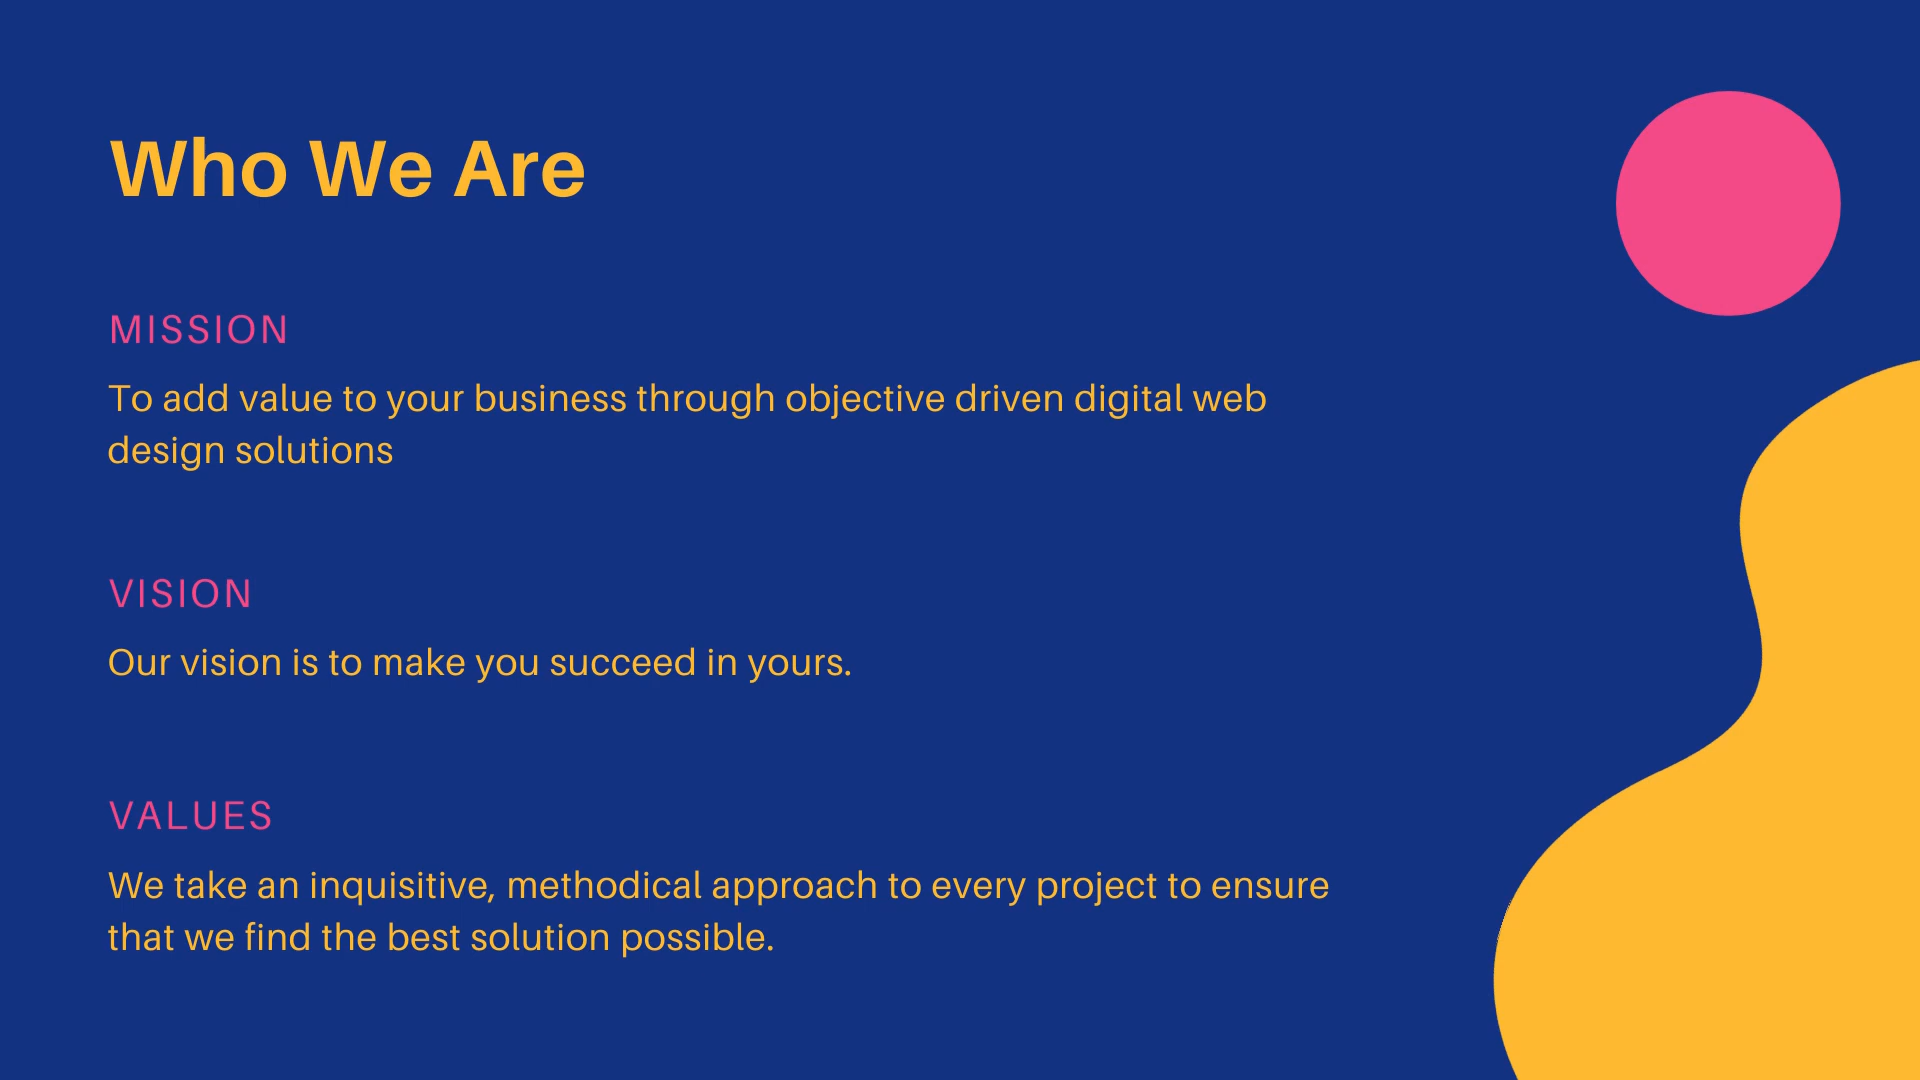 Who We Are
MISSION
To add value to your business through objective driven digital web
design solutions
VISION
Our vision is to make you succeed in yours.
VALUES
We take an inquisitive, methodical approach to every project to ensure
that we find the best solution possible.